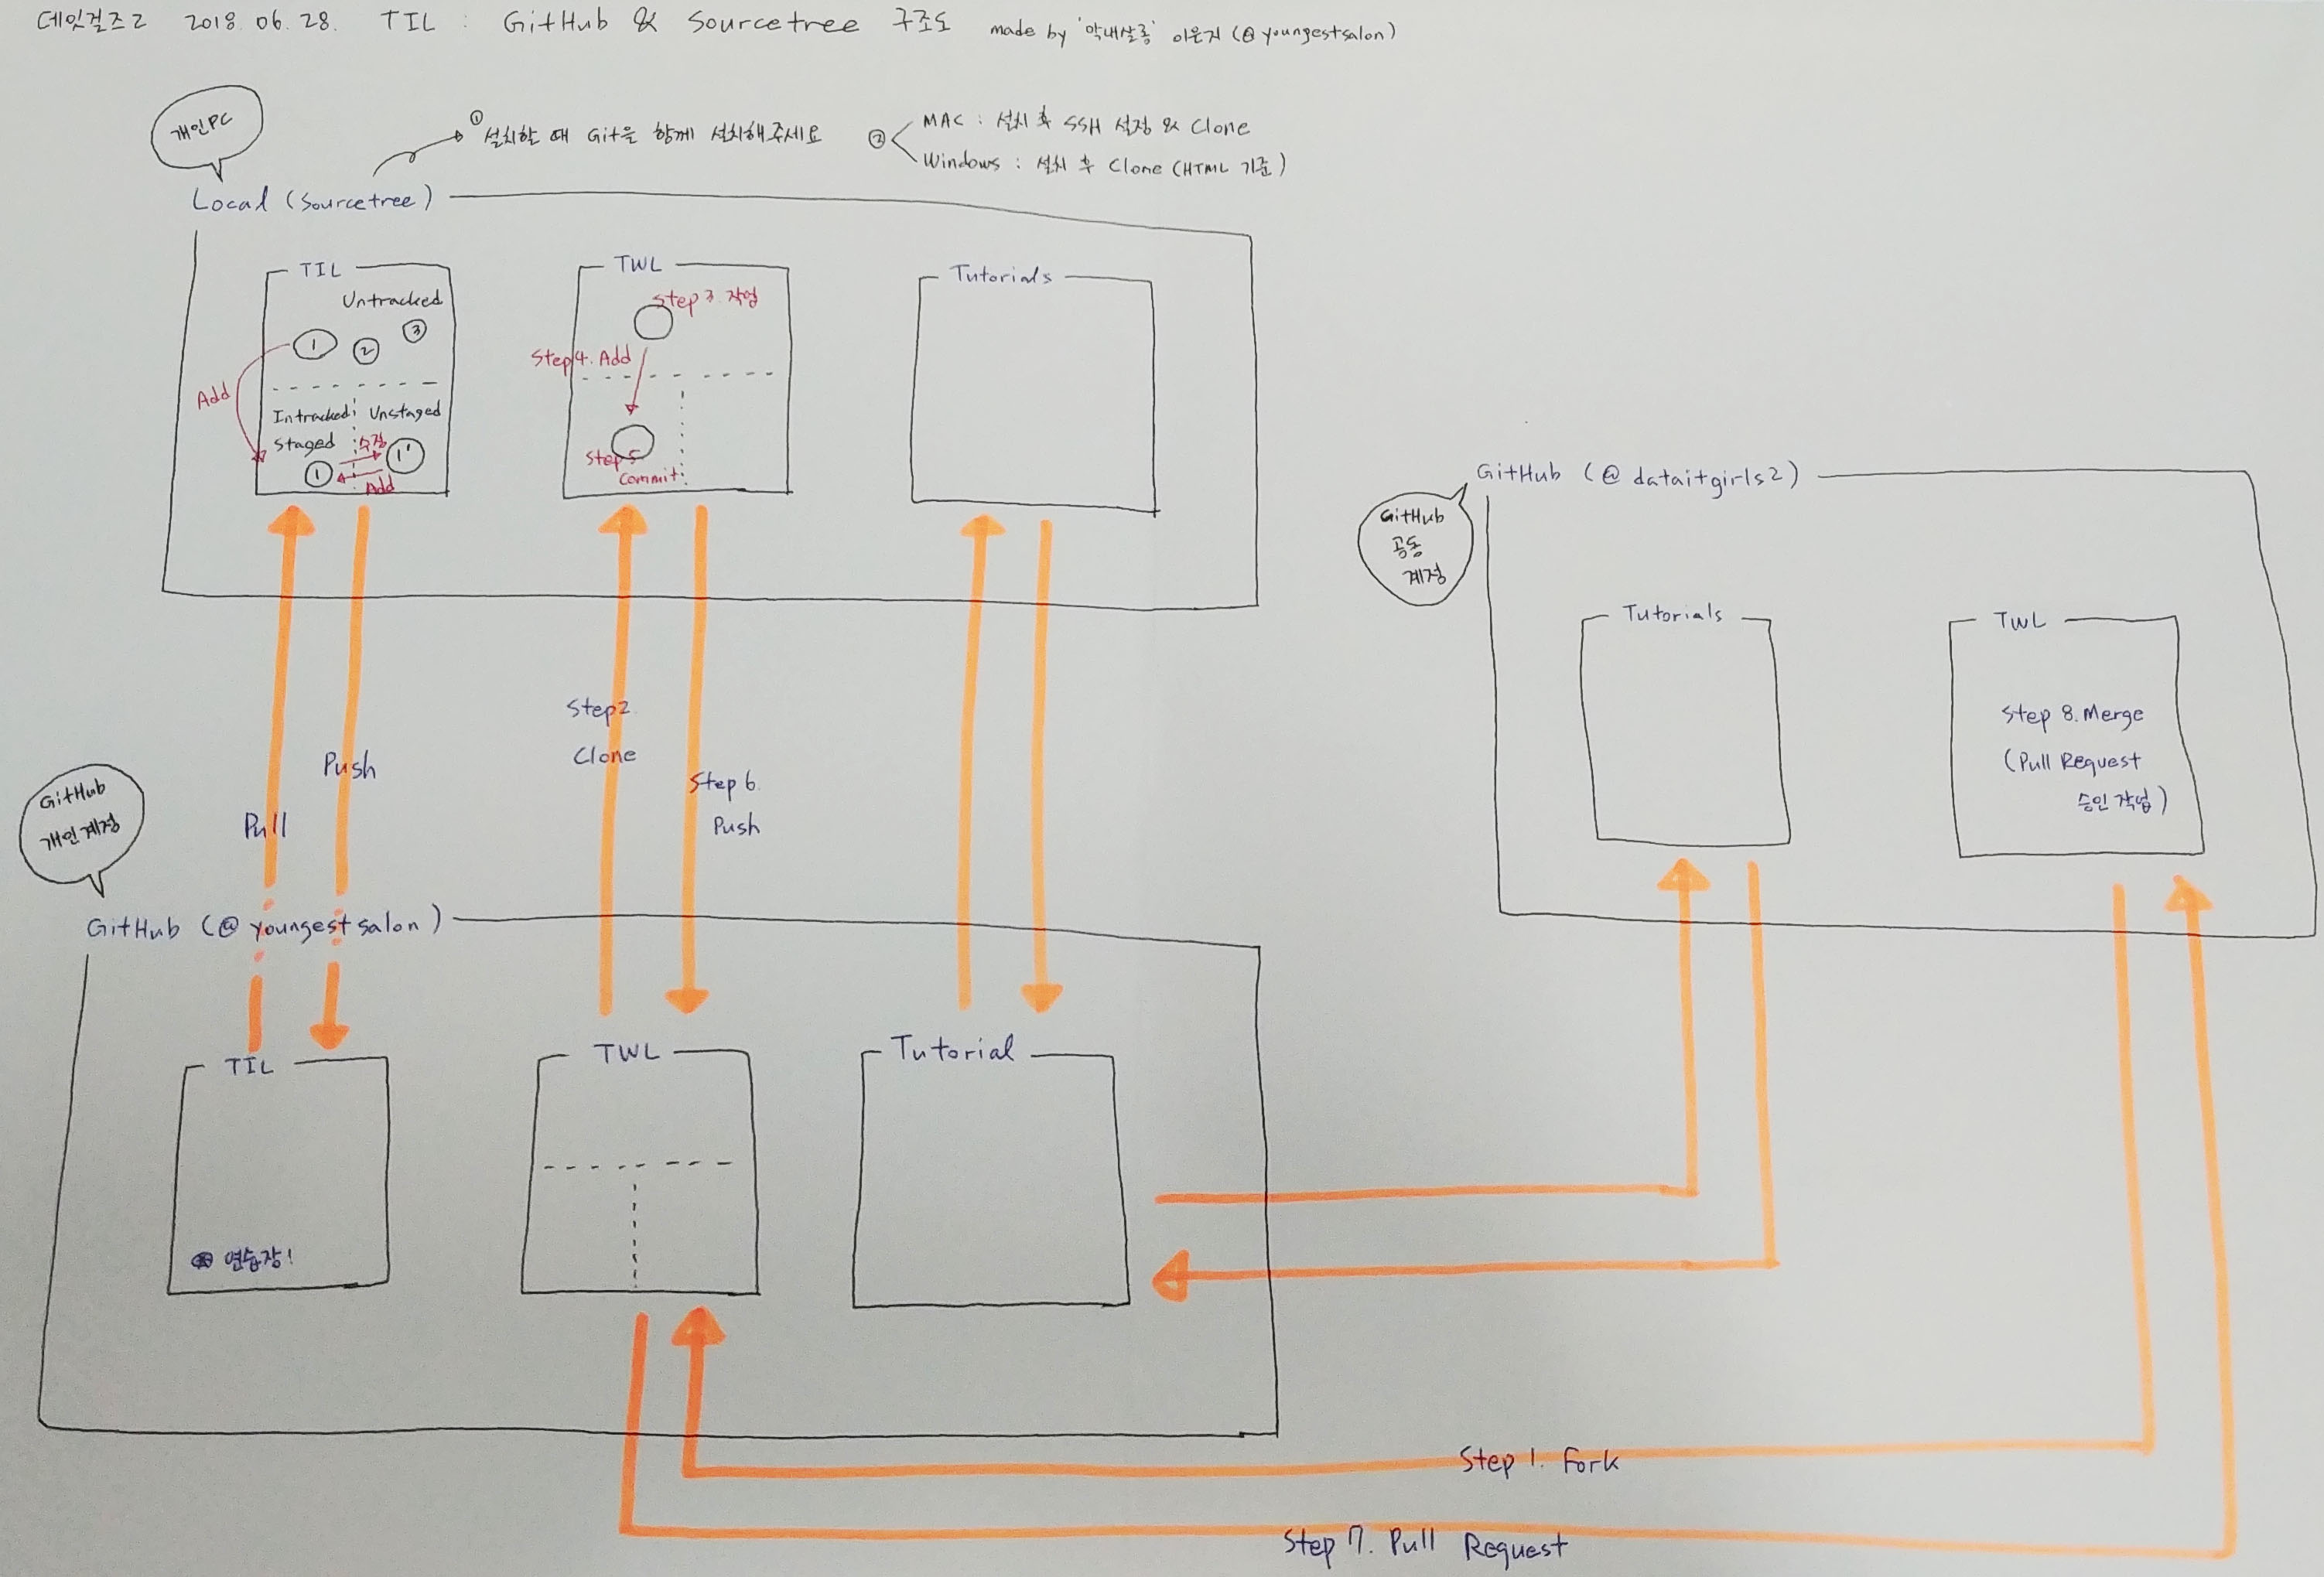 데잇걸즈2 2018. 06. 28. TIL : GitHub & Sourcetree 구조도 made by '막내살롱' 이은지 (@youngestsalon)
개인PC
① 설치할 때 Git을 함께 설치해주세요
② MAC : 설치 후 SSH 설정 & Clone
Windows : 설치 후 Clone (HTML 기준)
Local (Sourcetree)
TIL
Untracked
① ② ③
Add
Intracked Unstaged
Staged 수정
① ①'
Add
TWL
Step 3. 작업
Step 4. Add
Step 5
Commit
Tutorials
Pull
Push
Step2
Clone
Step 6.
Push
GitHub
개인계정
GitHub (@youngestsalon)
TIL
연습장!
TWL
Tutorial
GitHub
공동
계정
GitHub (@dataitgirls2)
Tutorials
TWL
Step 8. Merge
(Pull Request
승인작업)
Step 1. Fork
Step 7. Pull Request